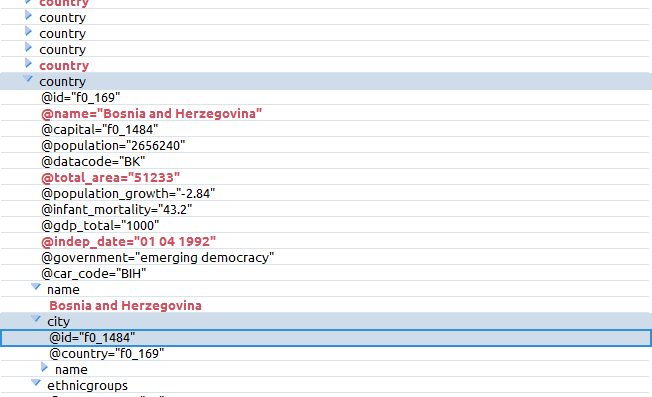 country
country
country
country
country
country
@id="f0_169"
@name="Bosnia and Herzegovina"
@capital="f0_1484"
@population="2656240"
@datacode="BK"
@total_area="51233"
@population_growth="-2.84"
@infant_mortality="43.2"
@gdp_total="1000"
@indep_date="01 04 1992"
@government="emerging democracy"
@car_code="BIH"
name
Bosnia and Herzegovina
city
@id="f0_1484"
@country="f0_169"
name
ethnicgroups